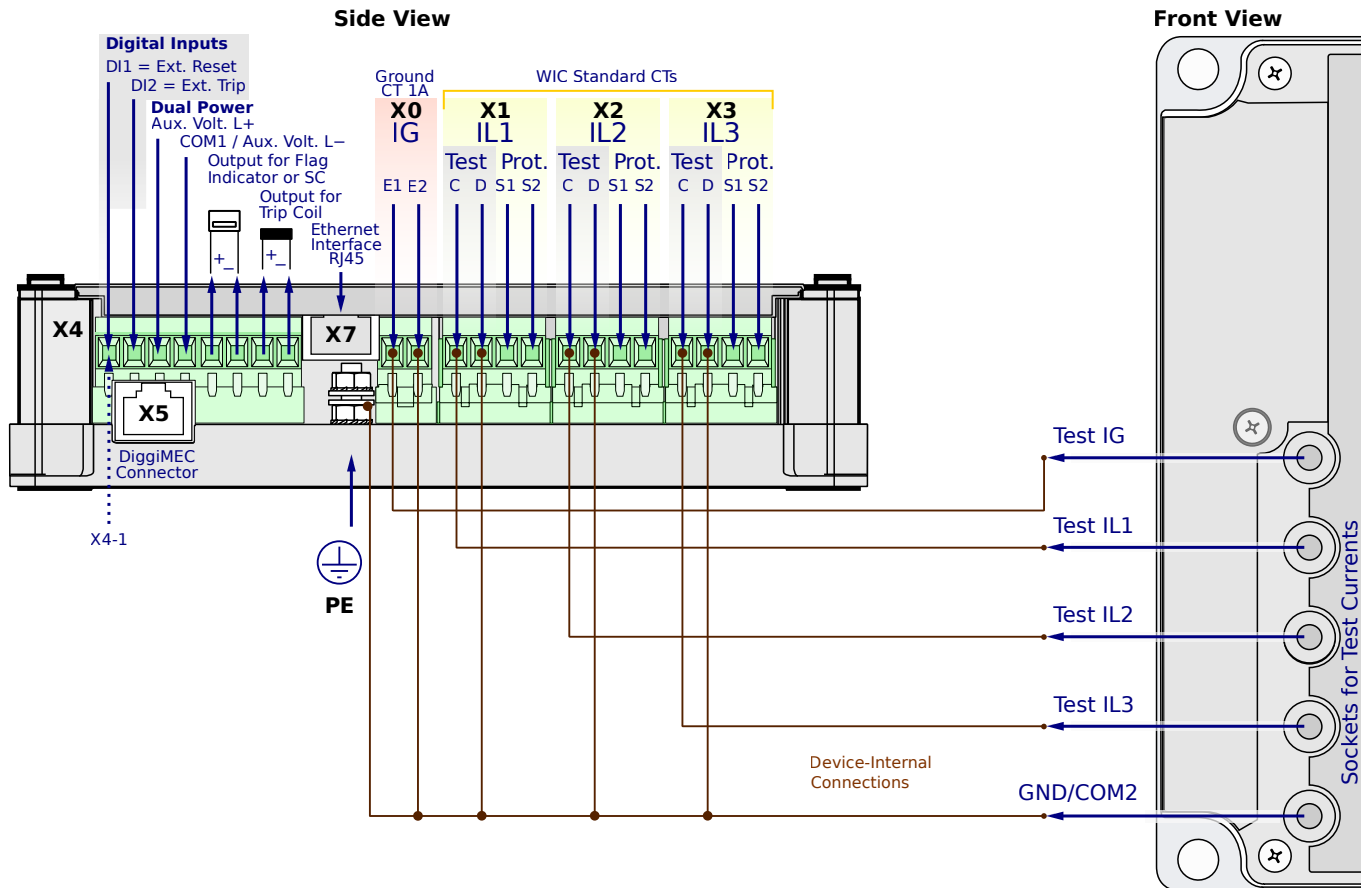 Side View
Front View
Digital Inputs
DI1 = Ext. Reset
DI2 = Ext. Trip
Dual Power
Aux. Volt. L+
COM1 / Aux. Volt. L−
Output for Flag
Indicator or SC
Output for
Trip Coil
Ethernet
Interface
RJ45
+ −
+ −
Ground
CT 1A
X0
IG
E1 E2
WIC Standard CTs
X1
IL1
Test Prot.
C D S1 S2
X2
IL2
Test Prot.
C D S1 S2
X3
IL3
Test Prot.
C D S1 S2
X4
X7
X5
DiggiMEC
Connector
X4-1
PE
Test IG
Test IL1
Test IL2
Test IL3
GND/COM2
Device-Internal
Connections
Sockets for Test Currents